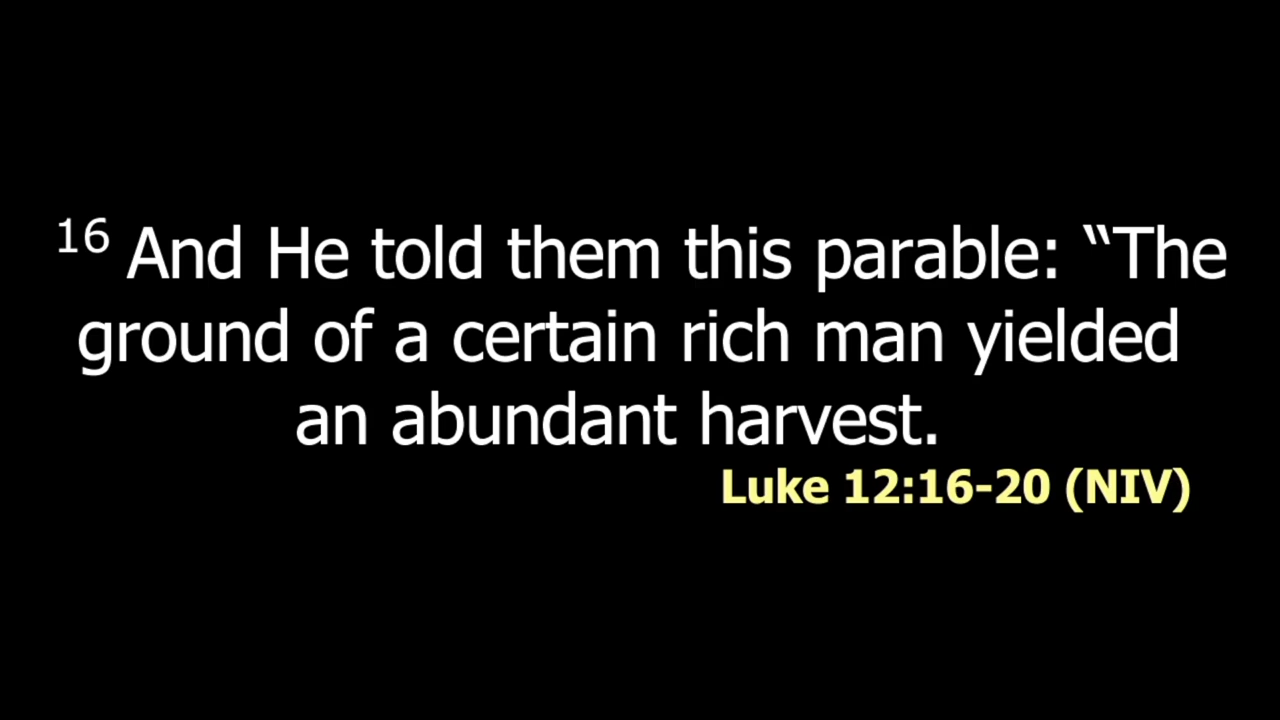 16 And He told them this parable: “The
ground of a certain rich man yielded
an abundant harvest.
Luke 12:16-20 (NIV)